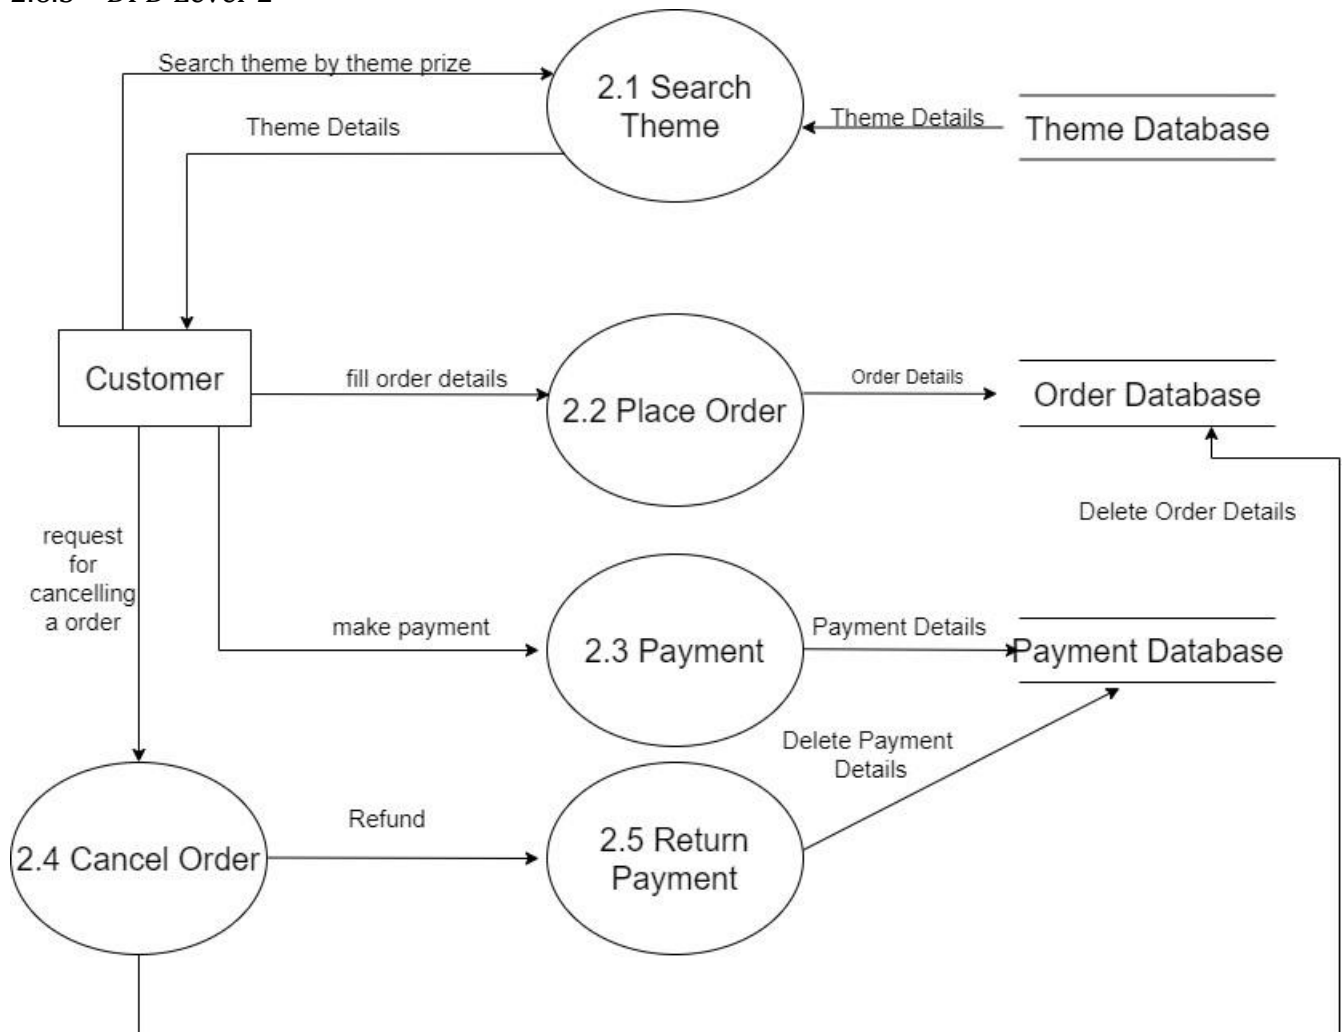 Search theme by theme prize
2.1 Search
Theme
Theme Details
Theme Details
Theme Database
Customer
fill order details
2.2 Place Order
Order Details
Order Database
Delete Order Details
request
for
cancelling
a order
make payment
2.3 Payment
Payment Details
Payment Database
Delete Payment
Details
2.4 Cancel Order
Refund
2.5 Return
Payment